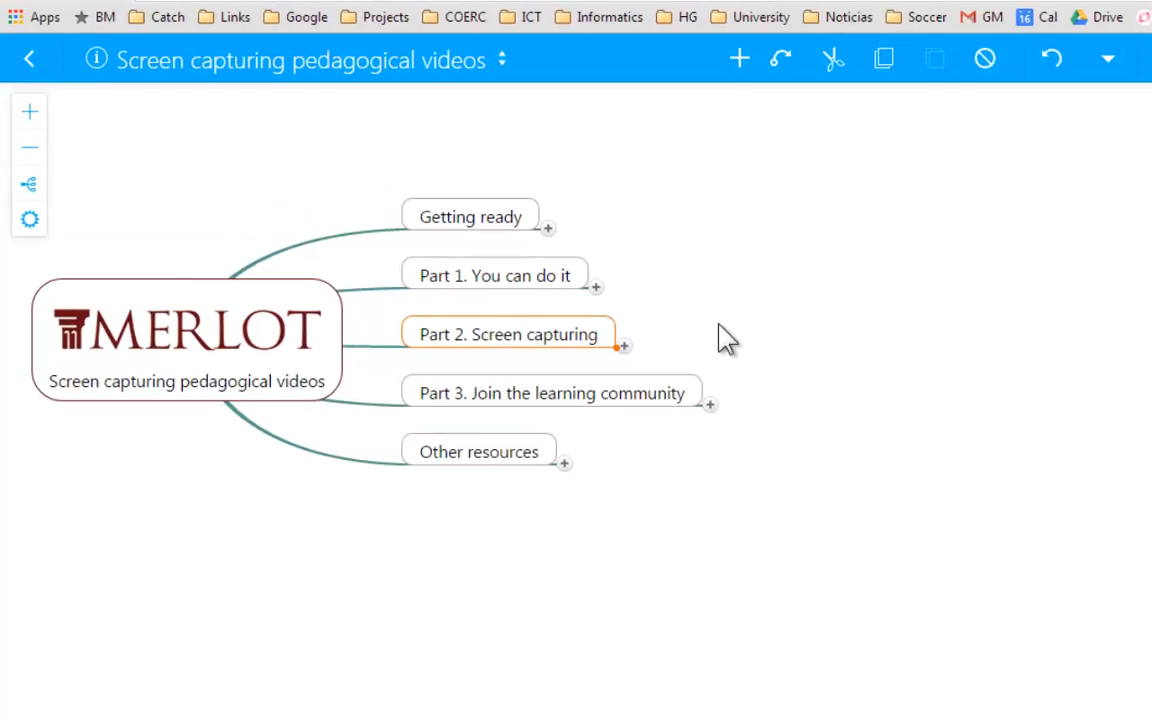 Apps BM Catch Links Google Projects COERC ICT Informatics HG University Noticias Soccer GM 16 Cal Drive
Screen capturing pedagogical videos
Getting ready
Part 1. You can do it
Part 2. Screen capturing
MERLOT
Screen capturing pedagogical videos
Part 3. Join the learning community
Other resources